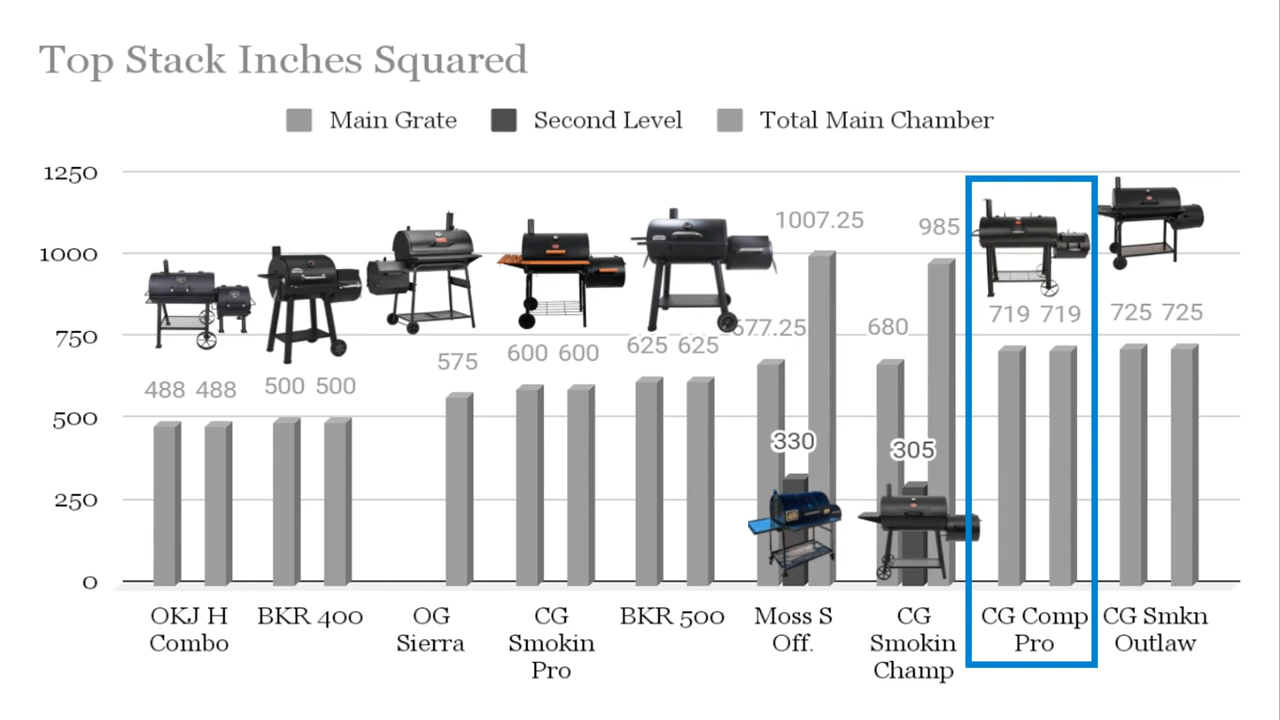 Top Stack Inches Squared
Main Grate Second Level Total Main Chamber
1250
1000
750
500
250
0
488 488
500 500
575
600 600
625 625
677.25 330 1007.25
680 305 985
719 719
725 725
OKJ H
Combo
BKR 400
OG
Sierra
CG
Smokin
Pro
BKR 500
Moss S
Off.
CG
Smokin
Champ
CG Comp
Pro
CG Smkn
Outlaw